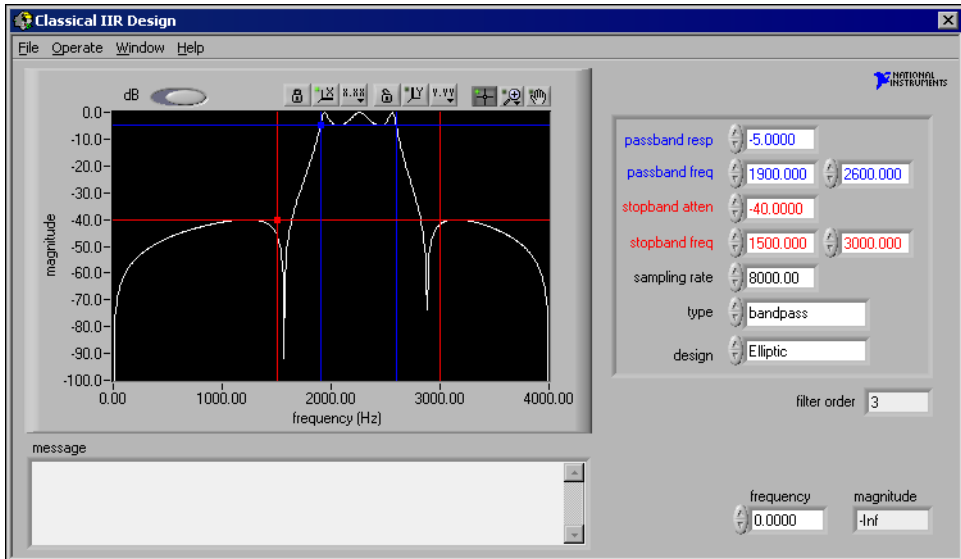 Classical IIR Design
File Operate Window Help
NATIONAL
INSTRUMENTS
dB
X
X.XX
Y
Y.YY
0.0
-10.0
-20.0
-30.0
-40.0
-50.0
-60.0
-70.0
-80.0
-90.0
-100.0
magnitude
0.00 1000.00 2000.00 3000.00 4000.00
frequency (Hz)
passband resp -5.0000
passband freq 1900.000 2600.000
stopband atten -40.0000
stopband freq 1500.000 3000.000
sampling rate 8000.00
type bandpass
design Elliptic
filter order 3
message
frequency magnitude
0.0000 -Inf